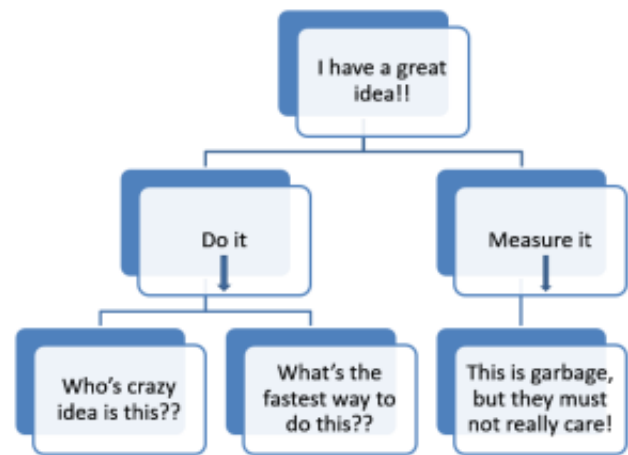 I have a great
idea!!
Do it
Measure it
Who's crazy
idea is this??
What's the
fastest way to
do this??
This is garbage,
but they must
not really care!